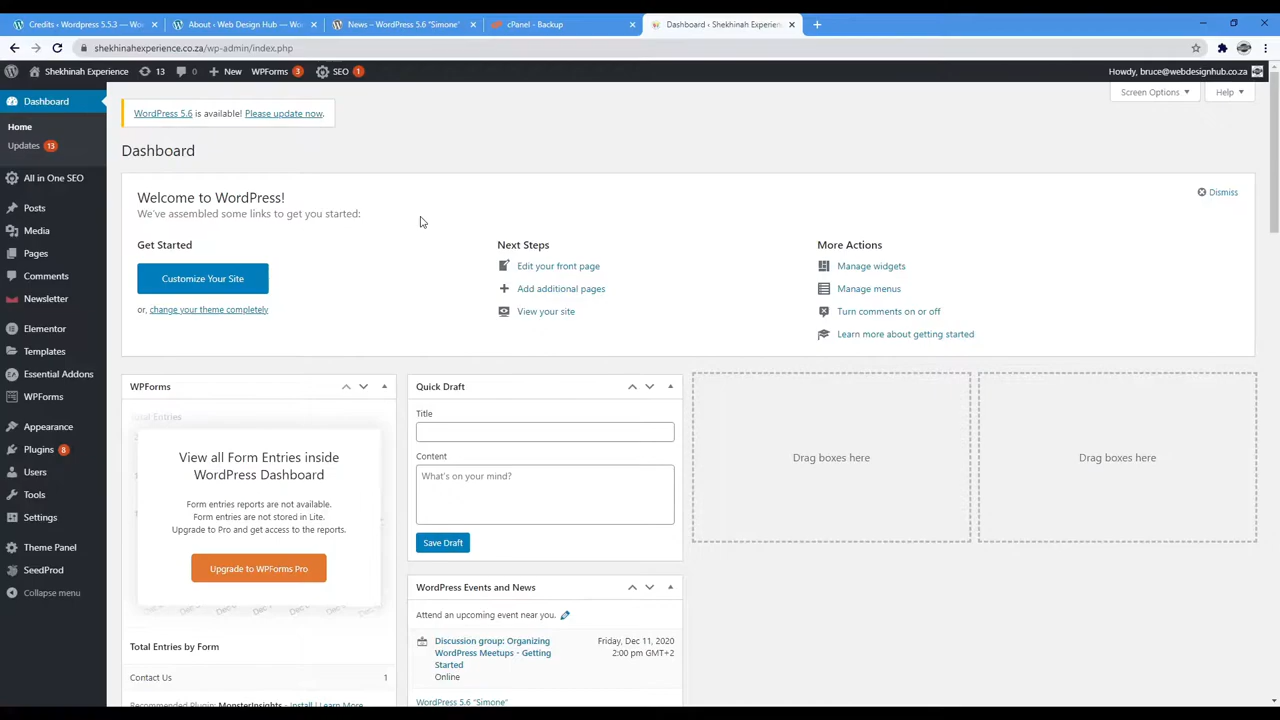 Credits ‹ Wordpress 5.5.3 — Wo
About ‹ Web Design Hub — Word
News – WordPress 5.6 "Simone"
cPanel - Backup
Dashboard ‹ Shekhinah Experience
shekhinahexperience.co.za/wp-admin/index.php
Shekhinah Experience
13
0
New
WPForms 3
SEO 1
Howdy, bruce@webdesignhub.co.za
Dashboard
Home
Updates 13
All in One SEO
Posts
Media
Pages
Comments
Newsletter
Elementor
Templates
Essential Addons
WPForms
Appearance
Plugins 8
Users
Tools
Settings
Theme Panel
SeedProd
Collapse menu
Screen Options
Help
WordPress 5.6 is available! Please update now.
Dashboard
Welcome to WordPress!
We've assembled some links to get you started:
Dismiss
Get Started
Customize Your Site
or, change your theme completely
Next Steps
Edit your front page
Add additional pages
View your site
More Actions
Manage widgets
Manage menus
Turn comments on or off
Learn more about getting started
WPForms
Total Entries
View all Form Entries inside
WordPress Dashboard
Form entries reports are not available.
Form entries are not stored in Lite.
Upgrade to Pro and get access to the reports.
Upgrade to WPForms Pro
Total Entries by Form
Contact Us 1
Recommended Plugin: MonsterInsights - Install | Learn More
Quick Draft
Title
Content
What's on your mind?
Save Draft
WordPress Events and News
Attend an upcoming event near you.
Discussion group: Organizing
WordPress Meetups - Getting
Started
Online
Friday, Dec 11, 2020
2:00 pm GMT+2
WordPress 5.6 "Simone"
Drag boxes here
Drag boxes here